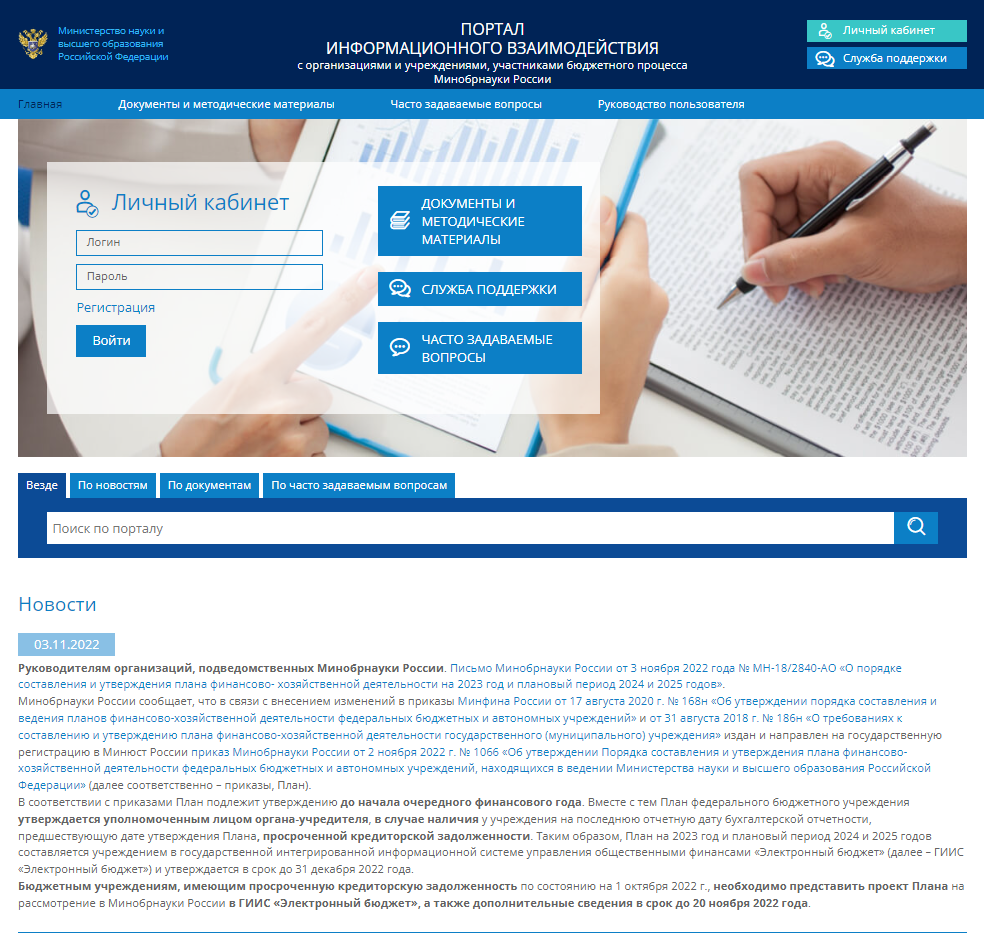 Министерство науки и
высшего образования
Российской Федерации
ПОРТАЛ
ИНФОРМАЦИОННОГО ВЗАИМОДЕЙСТВИЯ
с организациями и учреждениями, участниками бюджетного процесса
Минобрнауки России
Личный кабинет
Служба поддержки
Главная
Документы и методические материалы
Часто задаваемые вопросы
Руководство пользователя
Личный кабинет
Логин
Пароль
Регистрация
Войти
ДОКУМЕНТЫ И
МЕТОДИЧЕСКИЕ
МАТЕРИАЛЫ
СЛУЖБА ПОДДЕРЖКИ
ЧАСТО ЗАДАВАЕМЫЕ
ВОПРОСЫ
Везде
По новостям
По документам
По часто задаваемым вопросам
Поиск по порталу
Новости
03.11.2022
Руководителям организаций, подведомственных Минобрнауки России. Письмо Минобрнауки России от 3 ноября 2022 года № МН-18/2840-АО «О порядке
составления и утверждения плана финансово- хозяйственной деятельности на 2023 год и плановый период 2024 и 2025 годов».
Минобрнауки России сообщает, что в связи с внесением изменений в приказы Минфина России от 17 августа 2020 г. № 168н «Об утверждении порядка составления и
ведения планов финансово-хозяйственной деятельности федеральных бюджетных и автономных учреждений» и от 31 августа 2018 г. № 186н «О требованиях к
составлению и утверждению плана финансово-хозяйственной деятельности государственного (муниципального) учреждения» издан и направлен на государственную
регистрацию в Минюст России приказ Минобрнауки России от 2 ноября 2022 г. № 1066 «Об утверждении Порядка составления и утверждения плана финансово-
хозяйственной деятельности федеральных бюджетных и автономных учреждений, находящихся в ведении Министерства науки и высшего образования Российской
Федерации» (далее соответственно – приказы, План).
В соответствии с приказами План подлежит утверждению до начала очередного финансового года. Вместе с тем План федерального бюджетного учреждения
утверждается уполномоченным лицом органа-учредителя, в случае наличия у учреждения на последнюю отчетную дату бухгалтерской отчетности,
предшествующую дате утверждения Плана, просроченной кредиторской задолженности. Таким образом, План на 2023 год и плановый период 2024 и 2025 годов
составляется учреждением в государственной интегрированной информационной системе управления общественными финансами «Электронный бюджет» (далее – ГИИС
«Электронный бюджет») и утверждается в срок до 31 декабря 2022 года.
Бюджетным учреждениям, имеющим просроченную кредиторскую задолженность по состоянию на 1 октября 2022 г., необходимо представить проект Плана на
рассмотрение в Минобрнауки России в ГИИС «Электронный бюджет», а также дополнительные сведения в срок до 20 ноября 2022 года.